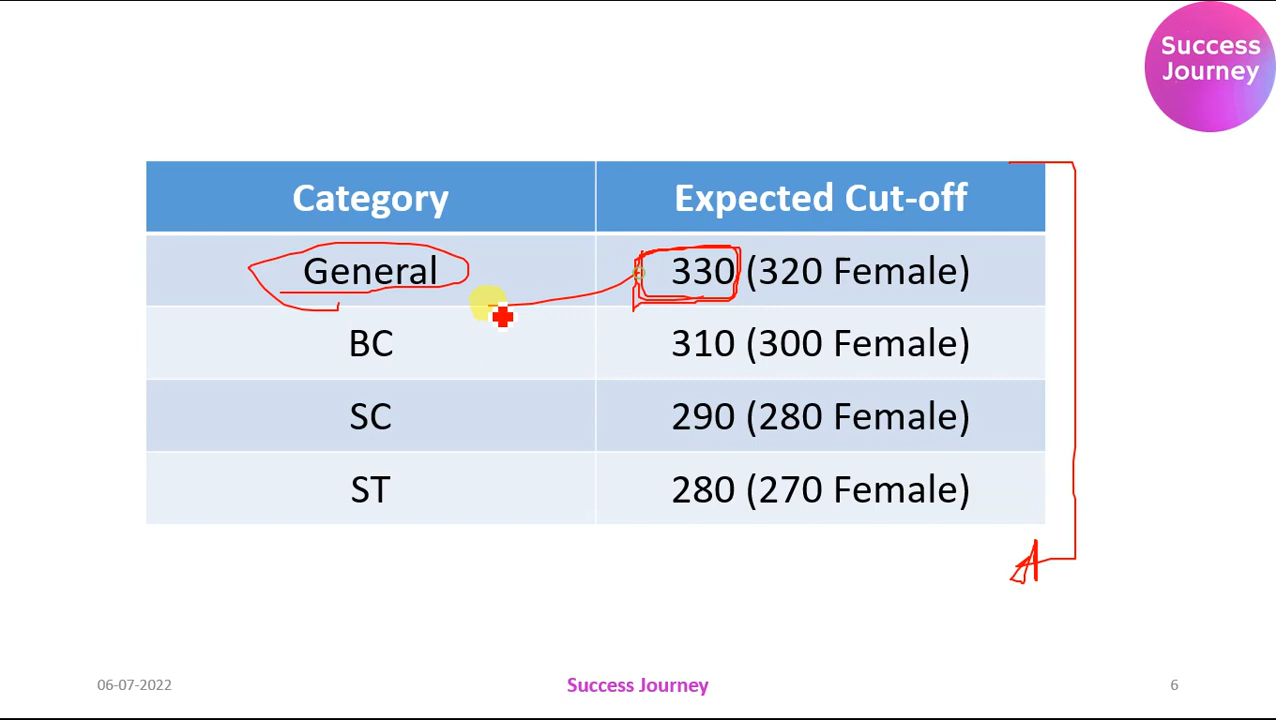 Success
Journey
Category Expected Cut-off
General 330 (320 Female)
BC 310 (300 Female)
SC 290 (280 Female)
ST 280 (270 Female)
06-07-2022 Success Journey 6